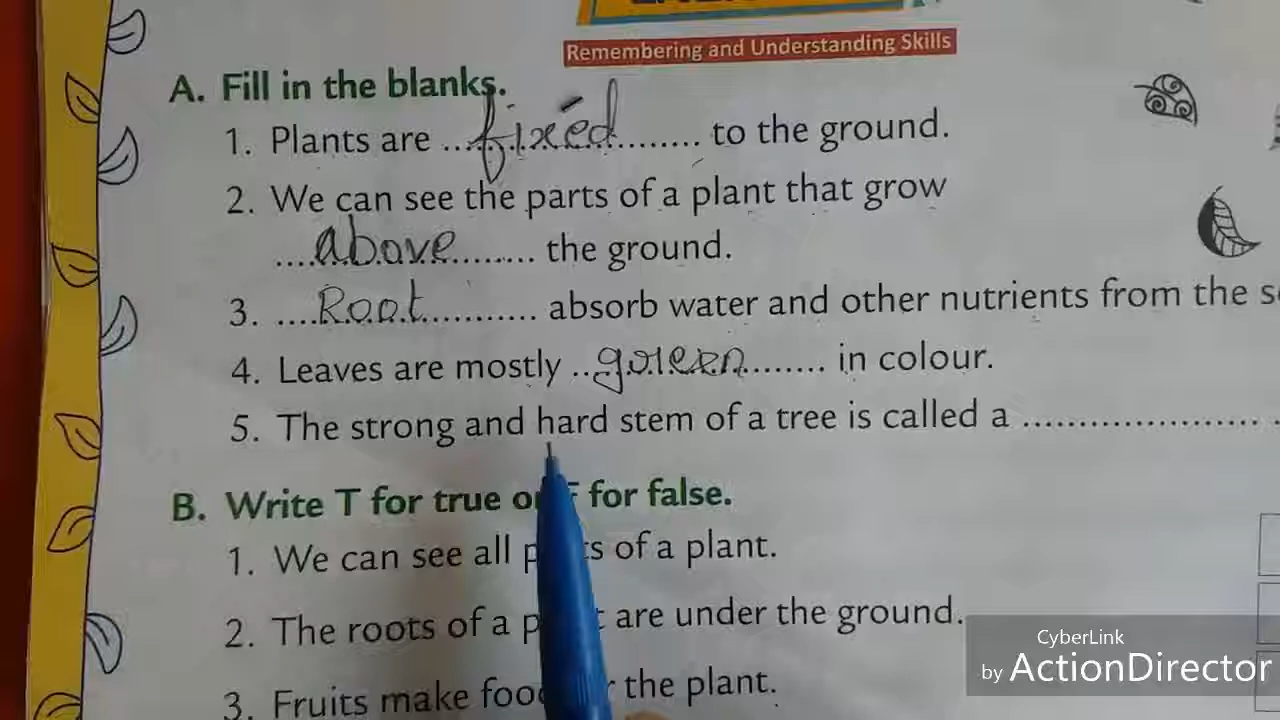 Remembering and Understanding Skills
A. Fill in the blanks.
1. Plants are ...fixed........ to the ground.
2. We can see the parts of a plant that grow
....above........ the ground.
3. ....Root........... absorb water and other nutrients from the
4. Leaves are mostly ..green........ in colour.
5. The strong and hard stem of a tree is called a ......................
B. Write T for true or F for false.
1. We can see all parts of a plant.
2. The roots of a plant are under the ground.
3. Fruits make food for the plant.
CyberLink
by ActionDirector